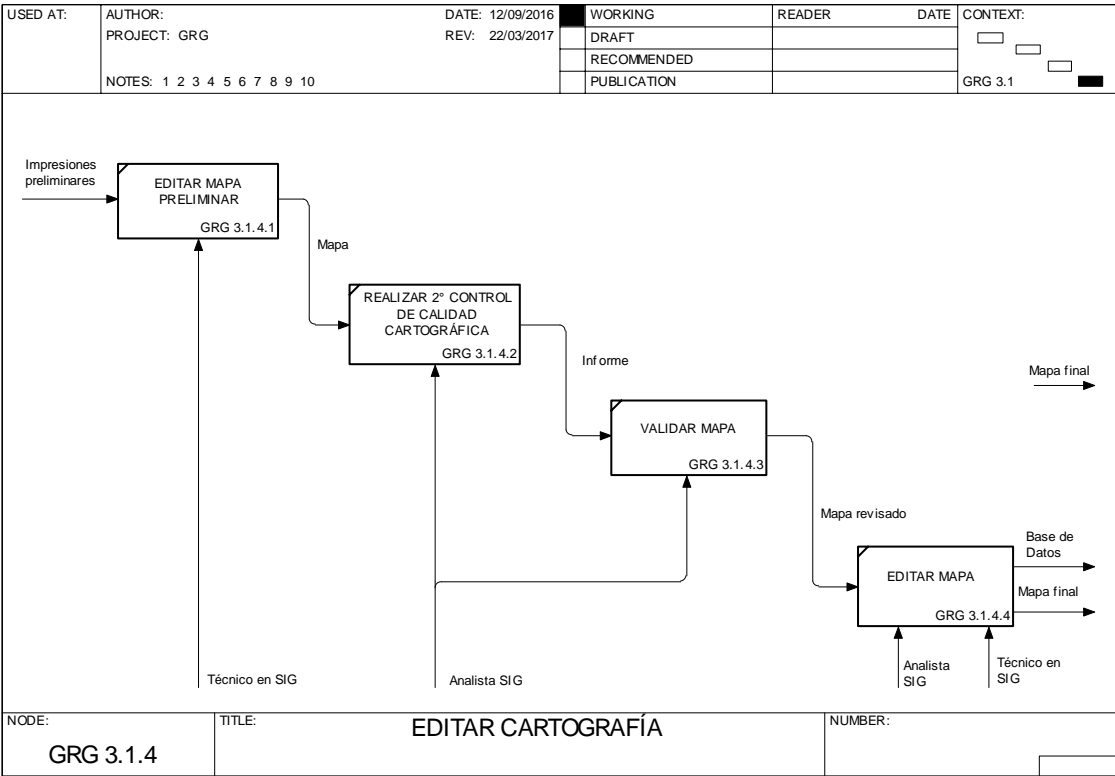 USED AT:
AUTHOR:
DATE: 12/09/2016
WORKING
READER
DATE
CONTEXT:
PROJECT: GRG
REV: 22/03/2017
DRAFT
RECOMMENDED
NOTES: 1 2 3 4 5 6 7 8 9 10
PUBLICATION
GRG 3.1
Impresiones
preliminares
EDITAR MAPA
PRELIMINAR
GRG 3.1.4.1
Mapa
REALIZAR 2° CONTROL
DE CALIDAD
CARTOGRÁFICA
GRG 3.1.4.2
Informe
Mapa final
VALIDAR MAPA
GRG 3.1.4.3
Mapa revisado
Base de
Datos
EDITAR MAPA
Mapa final
GRG 3.1.4.4
Técnico en SIG
Analista SIG
Analista
SIG
Técnico en
SIG
NODE:
GRG 3.1.4
TITLE:
EDITAR CARTOGRAFÍA
NUMBER: